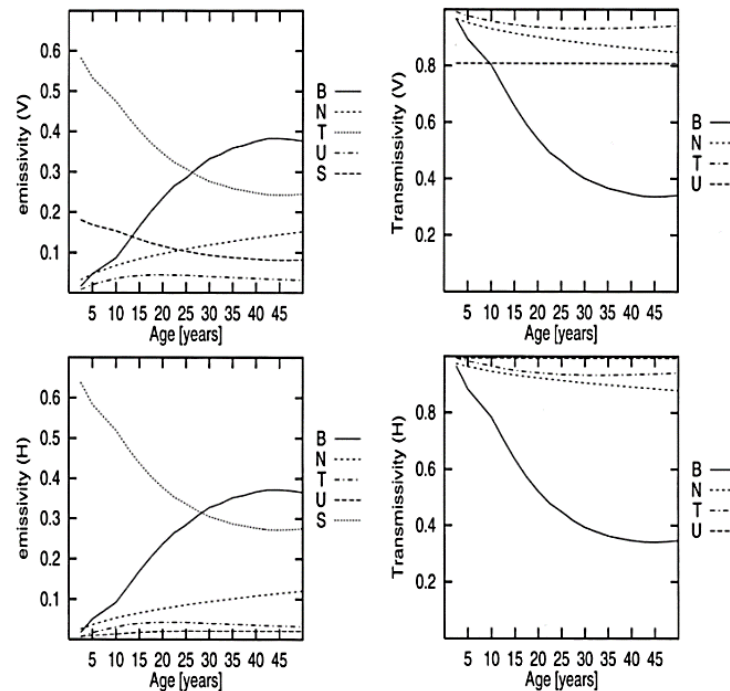 emissivity (V)
0.6
0.5
0.4
0.3
0.2
0.1
5 10 15 20 25 30 35 40 45
Age [years]
B
N
T
U
S
Transmissivity (V)
0.8
0.6
0.4
0.2
5 10 15 20 25 30 35 40 45
Age [years]
B
N
T
U
emissivity (H)
0.6
0.5
0.4
0.3
0.2
0.1
5 10 15 20 25 30 35 40 45
Age [years]
B
N
T
U
S
Transmissivity (H)
0.8
0.6
0.4
0.2
5 10 15 20 25 30 35 40 45
Age [years]
B
N
T
U